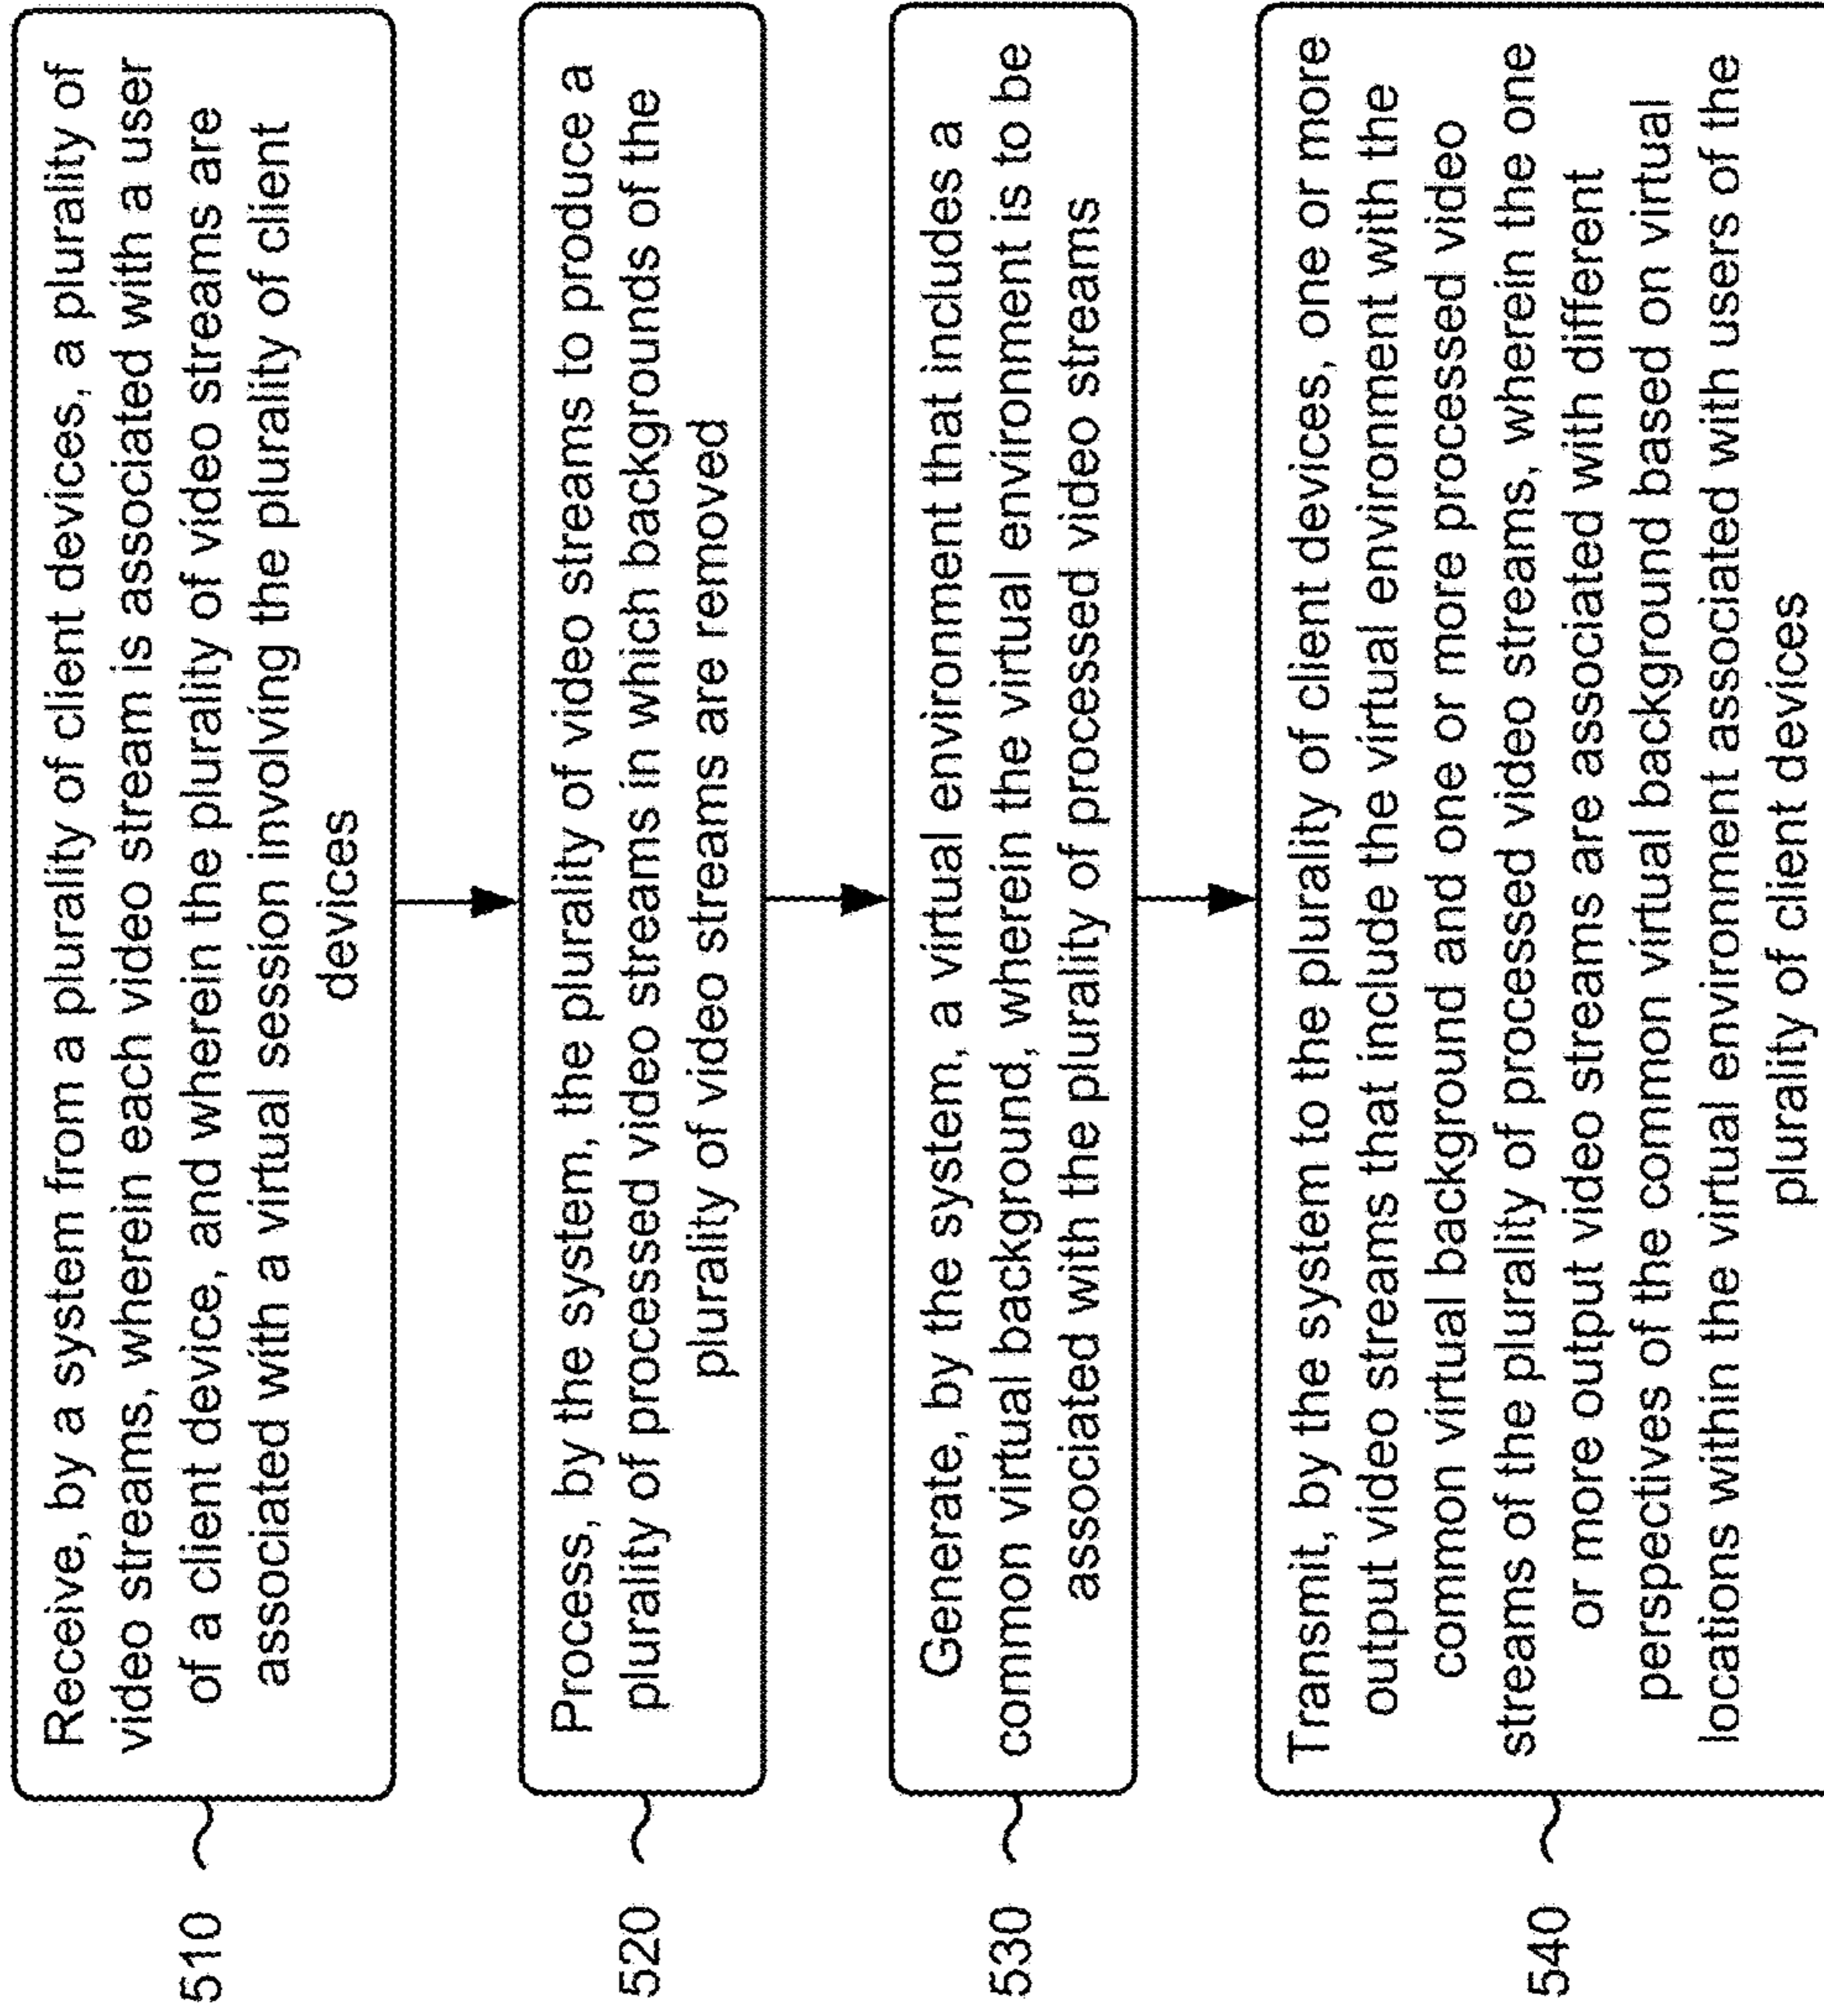 510
Receive, by a system from a plurality of client devices, a plurality of
video streams, wherein each video stream is associated with a user
of a client device, and wherein the plurality of video streams are
associated with a virtual session involving the plurality of client
devices
520
Process, by the system, the plurality of video streams to produce a
plurality of processed video streams in which backgrounds of the
plurality of video streams are removed
530
Generate, by the system, a virtual environment that includes a
common virtual background, wherein the virtual environment is to be
associated with the plurality of processed video streams
540
Transmit, by the system to the plurality of client devices, one or more
output video streams that include the virtual environment with the
common virtual background and one or more processed video
streams of the plurality of processed video streams, wherein the one
or more output video streams are associated with different
perspectives of the common virtual background based on virtual
locations within the virtual environment associated with users of the
plurality of client devices